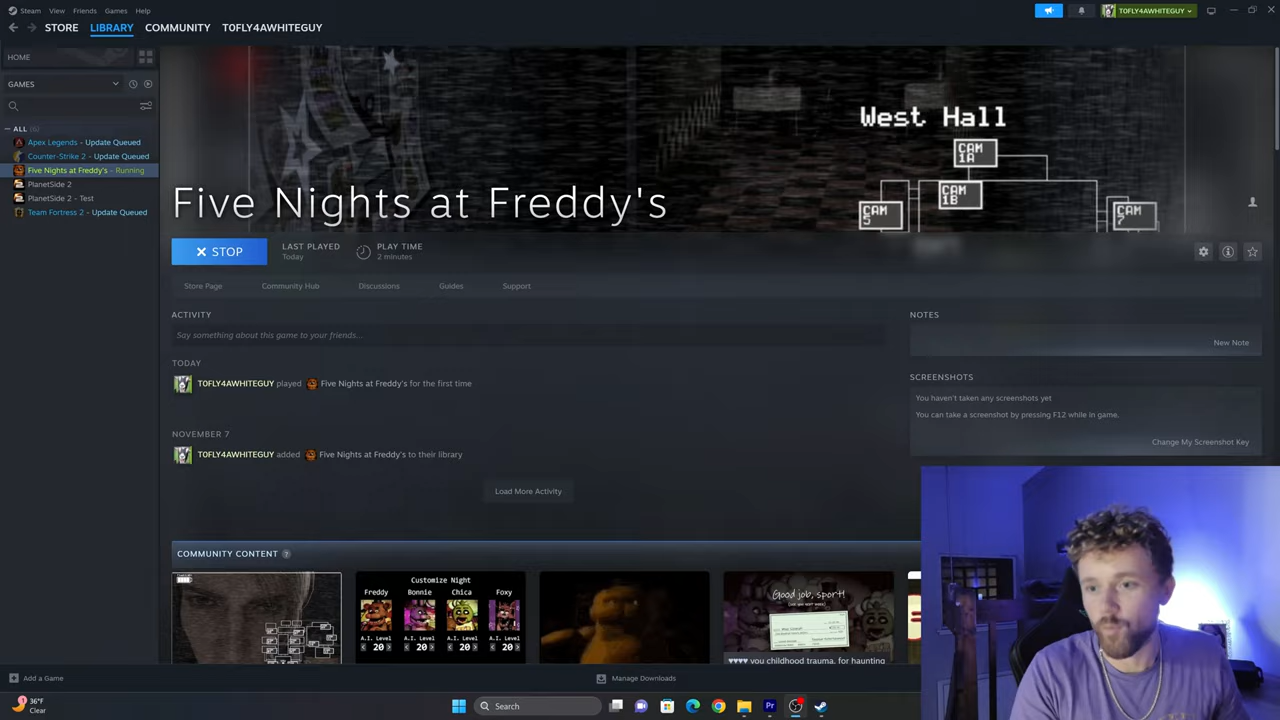 Steam View Friends Games Help
T0FLY4AWHITEGUY
STORE LIBRARY COMMUNITY T0FLY4AWHITEGUY
HOME
GAMES
ALL (6)
Apex Legends - Update Queued
Counter-Strike 2 - Update Queued
Five Nights at Freddy's - Running
PlanetSide 2
PlanetSide 2 - Test
Team Fortress 2 - Update Queued
West Hall
CAM 1A
CAM 1B
CAM 5
CAM 7
Five Nights at Freddy's
STOP
LAST PLAYED
Today
PLAY TIME
2 minutes
Store Page Community Hub Discussions Guides Support
ACTIVITY
Say something about this game to your friends...
TODAY
T0FLY4AWHITEGUY played Five Nights at Freddy's for the first time
NOVEMBER 7
T0FLY4AWHITEGUY added Five Nights at Freddy's to their library
Load More Activity
NOTES
New Note
SCREENSHOTS
You haven't taken any screenshots yet
You can take a screenshot by pressing F12 while in game.
Change My Screenshot Key
COMMUNITY CONTENT ?
Customize Night
Freddy Bonnie Chica Foxy
A.I. Level A.I. Level A.I. Level A.I. Level
< 20 > < 20 > < 20 > < 20 >
Good job, sport!
♥♥♥♥ you childhood trauma, for haunting
Add a Game
Manage Downloads
1
36°F
Clear
Search
Pr